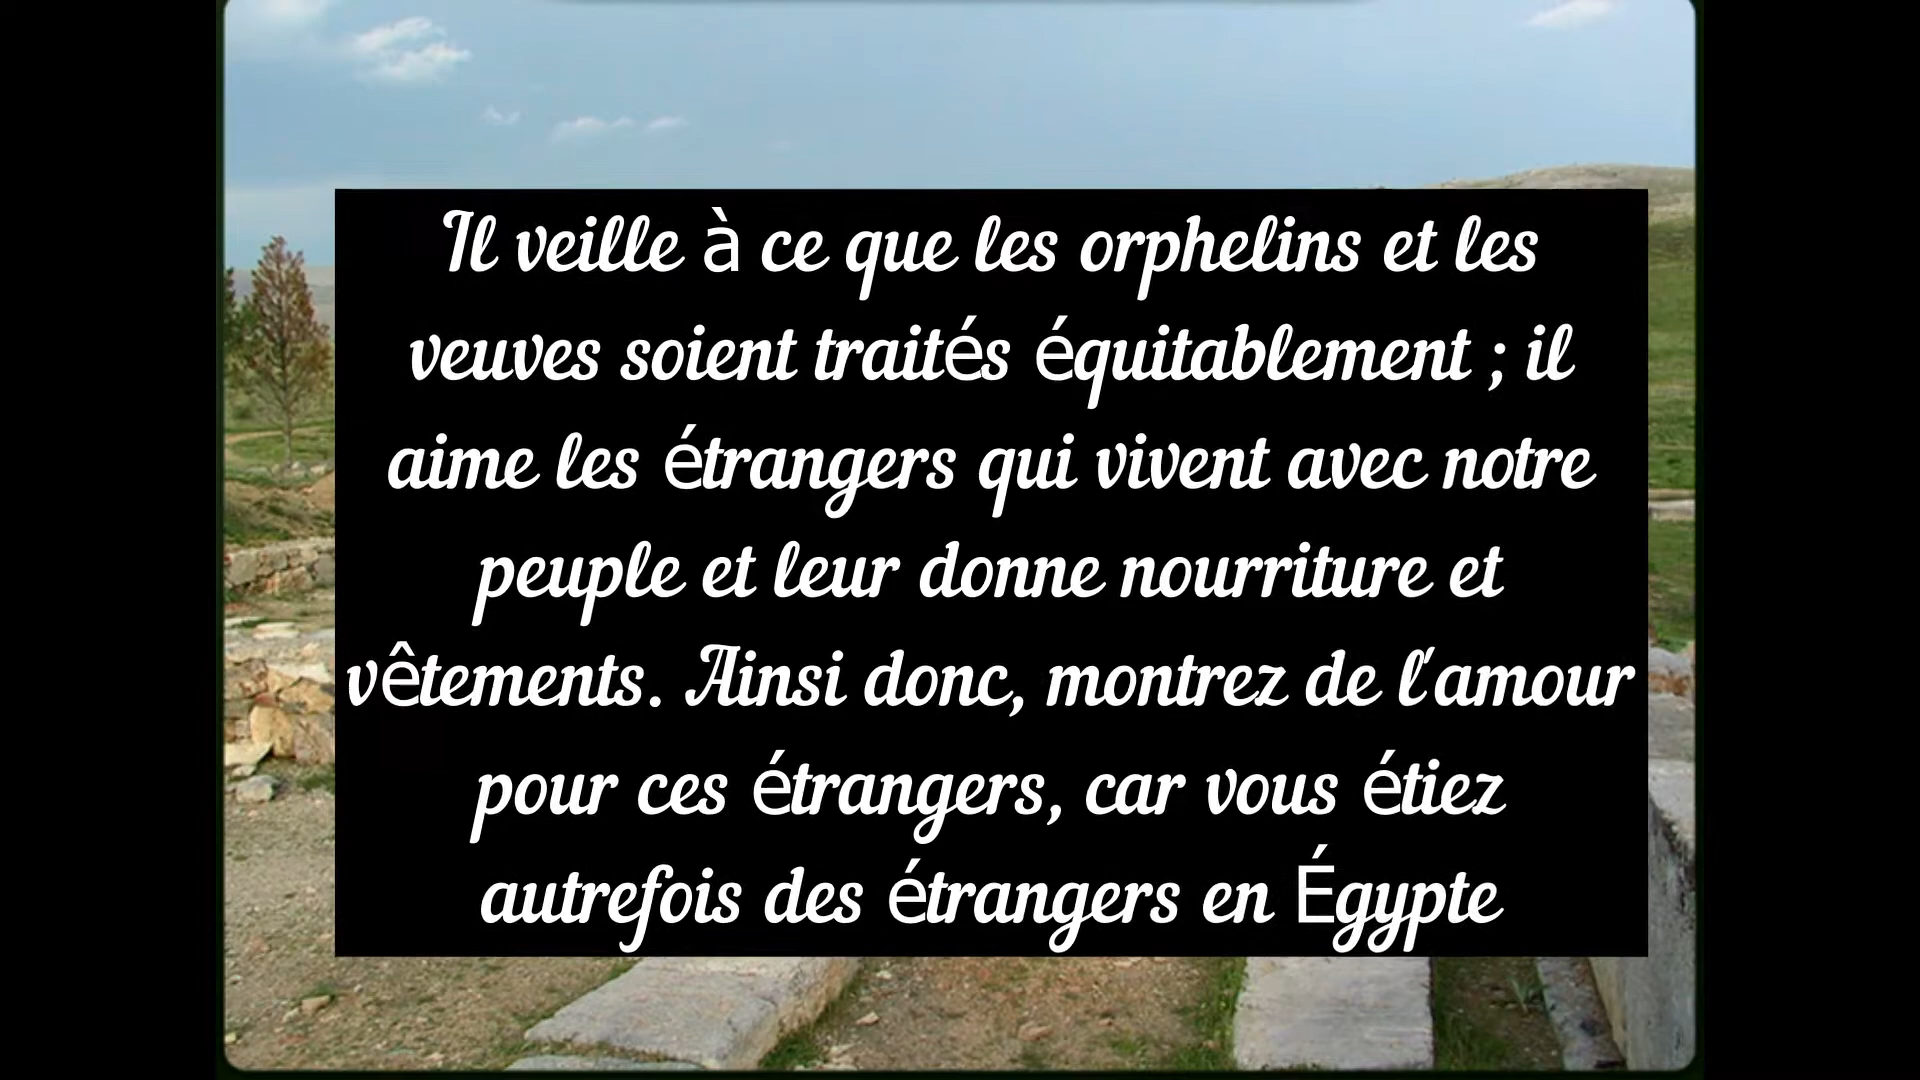 Il veille à ce que les orphelins et les
veuves soient traités équitablement ; il
aime les étrangers qui vivent avec notre
peuple et leur donne nourriture et
vêtements. Ainsi donc, montrez de l'amour
pour ces étrangers, car vous étiez
autrefois des étrangers en Égypte